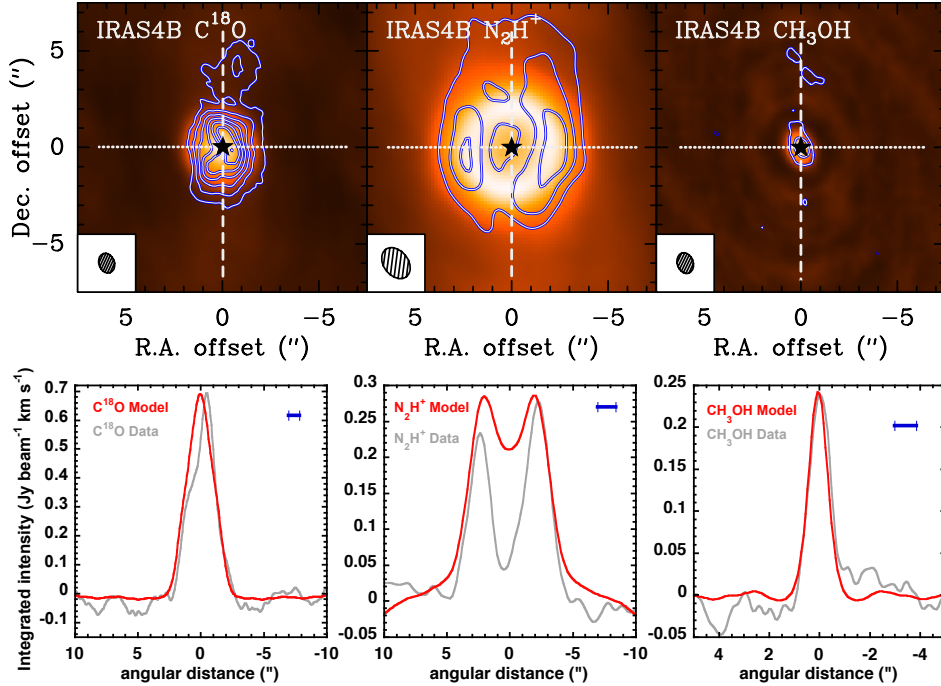 IRAS4B C¹⁸O
IRAS4B N₂H⁺
IRAS4B CH₃OH
Dec. offset (")
5
0
-5
5 0 -5
5 0 -5
5 0 -5
R.A. offset (")
R.A. offset (")
R.A. offset (")
Integrated intensity (Jy beam⁻¹ km s⁻¹)
0.7
0.6
0.5
0.4
0.3
0.2
0.1
0
-0.1
C¹⁸O Model
C¹⁸O Data
10 5 0 -5 -10
angular distance (")
0.3
0.25
0.2
0.15
0.1
0.05
0
-0.05
N₂H⁺ Model
N₂H⁺ Data
10 5 0 -5 -10
angular distance (")
0.25
0.2
0.15
0.1
0.05
0
-0.05
CH₃OH Model
CH₃OH Data
4 2 0 -2 -4
angular distance (")